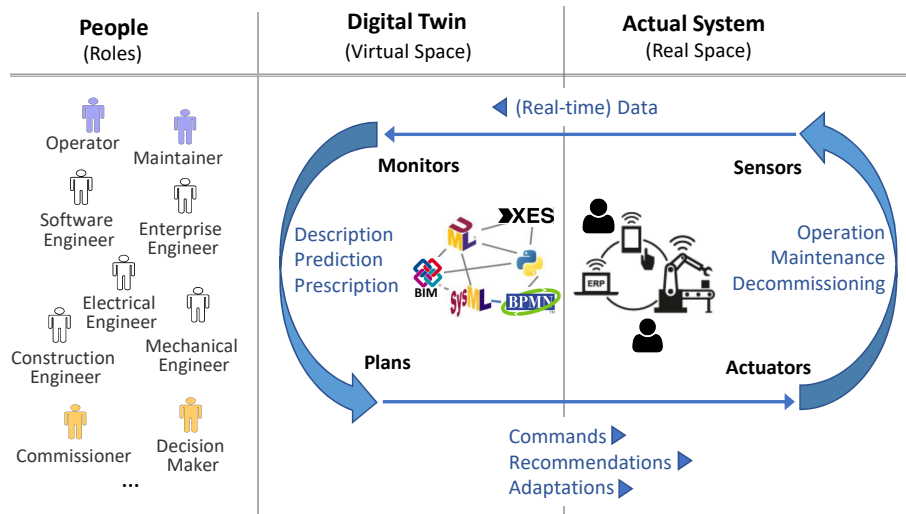 People
(Roles)
Digital Twin
(Virtual Space)
Actual System
(Real Space)
Operator
Maintainer
Software
Engineer
Enterprise
Engineer
Electrical
Engineer
Construction
Engineer
Mechanical
Engineer
Commissioner
Decision
Maker
...
(Real-time) Data
Monitors
Sensors
Description
Prediction
Prescription
UML
XES
BIM
sysML
BPMN
TM
ERP
Operation
Maintenance
Decommissioning
Plans
Actuators
Commands
Recommendations
Adaptations